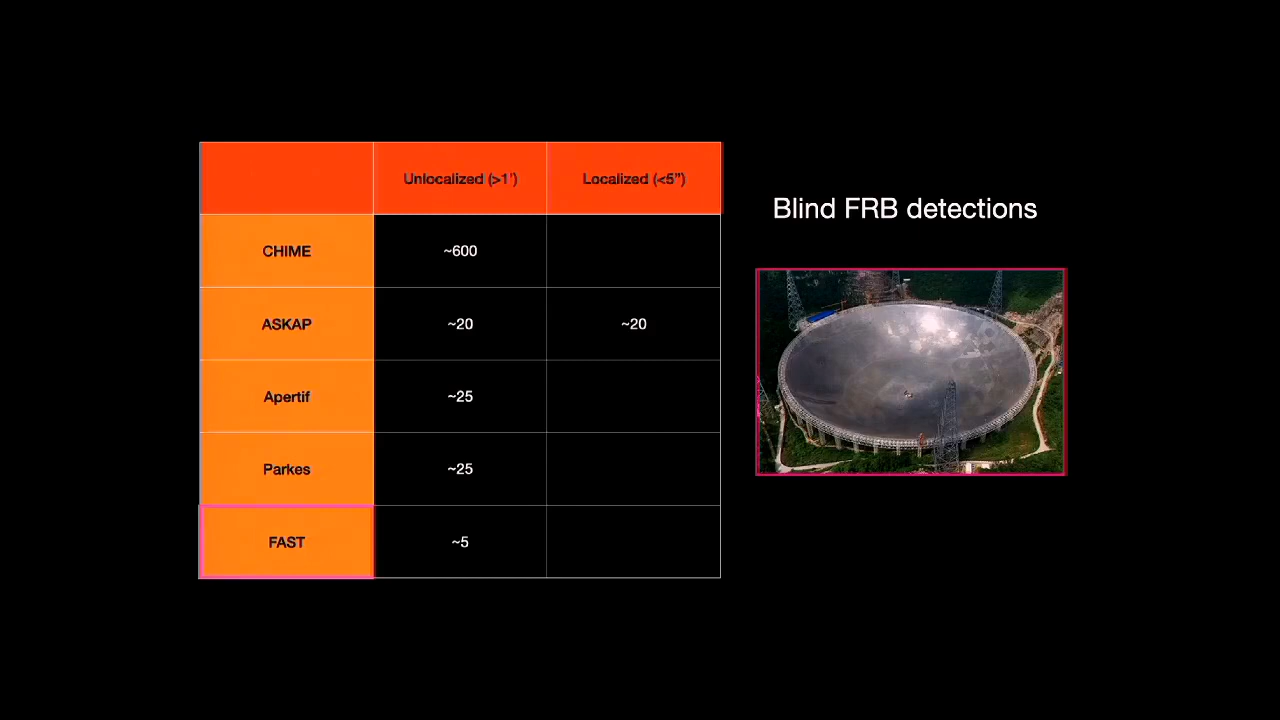 Unlocalized (>1') Localized (<5”)
CHIME ~600
ASKAP ~20 ~20
Apertif ~25
Parkes ~25
FAST ~5
Blind FRB detections